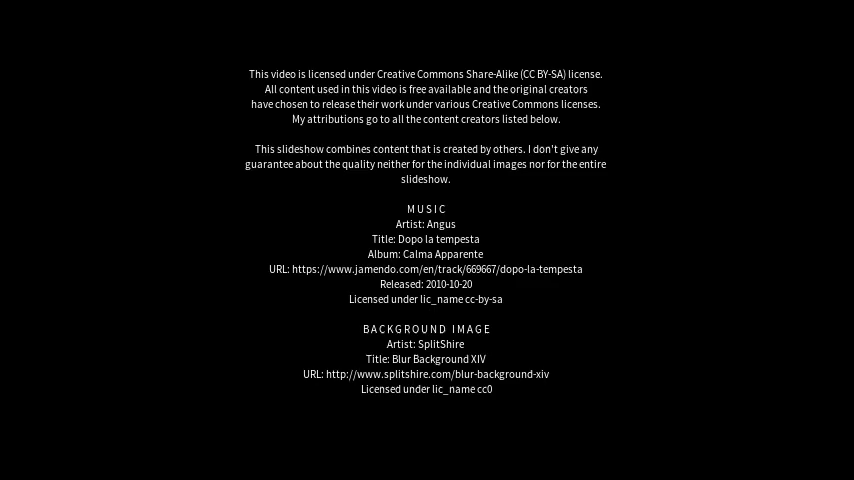 This video is licensed under Creative Commons Share-Alike (CC BY-SA) license.
All content used in this video is free available and the original creators
have chosen to release their work under various Creative Commons licenses.
My attributions go to all the content creators listed below.
This slideshow combines content that is created by others. I don't give any
guarantee about the quality neither for the individual images nor for the entire
slideshow.
MUSIC
Artist: Angus
Title: Dopo la tempesta
Album: Calma Apparente
URL: https://www.jamendo.com/en/track/669667/dopo-la-tempesta
Released: 2010-10-20
Licensed under lic_name cc-by-sa
BACKGROUND IMAGE
Artist: SplitShire
Title: Blur Background XIV
URL: http://www.splitshire.com/blur-background-xiv
Licensed under lic_name cc0